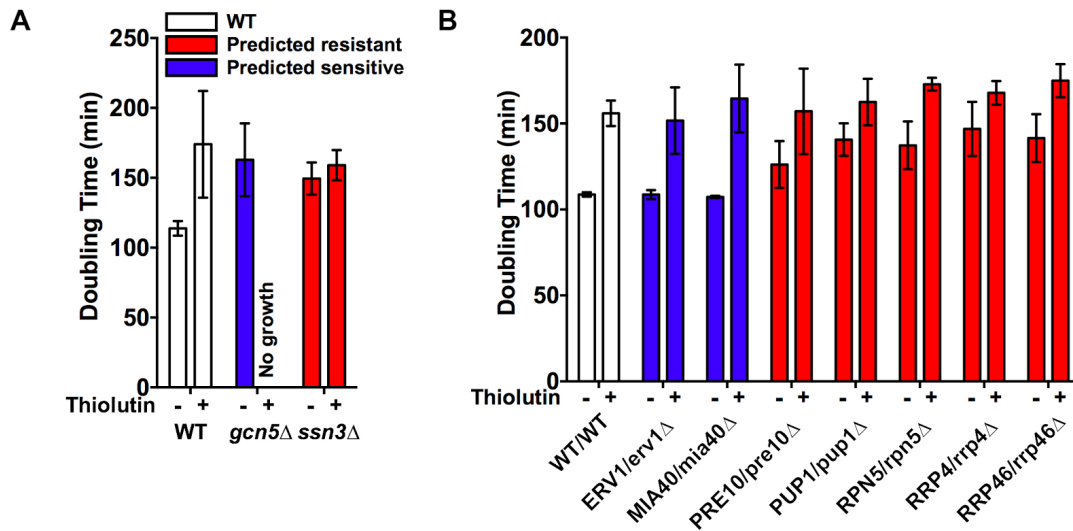 A
WT
Predicted resistant
Predicted sensitive
Doubling Time (min)
250
200
150
100
50
0
No growth
Thiolutin - + - + - +
WT gcn5Δ ssn3Δ
B
Doubling Time (min)
200
150
100
50
0
Thiolutin - + - + - + - + - + - + - + - +
WT/WT
ERV1/erv1Δ
MIA40/mia40Δ
PRE10/pre10Δ
PUP1/pup1Δ
RPN5/rpn5Δ
RRP4/rrp4Δ
RRP46/rrp46Δ